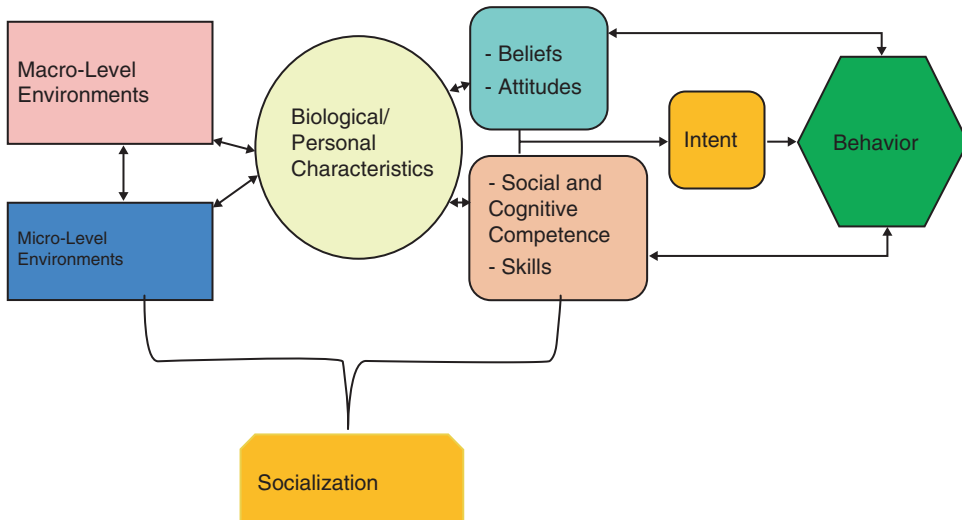 Macro-Level
Environments
Micro-Level
Environments
Biological/
Personal
Characteristics
- Beliefs
- Attitudes
- Social and
Cognitive
Competence
- Skills
Intent
Behavior
Socialization